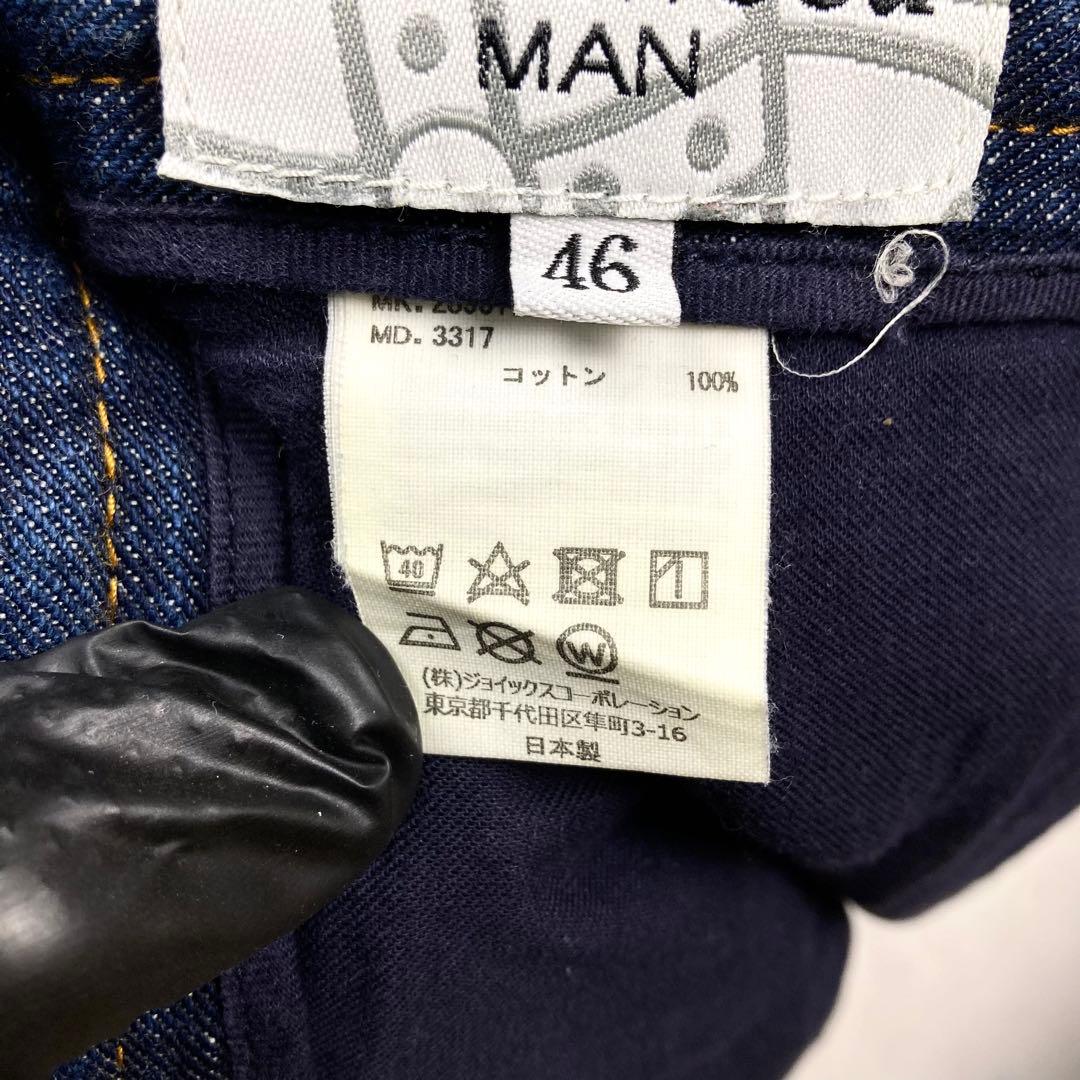 MAN
46
MD. 3317
コットン 100%
40
W
(株)ジョイックスコーポレーション
東京都千代田区隼町3-16
日本製